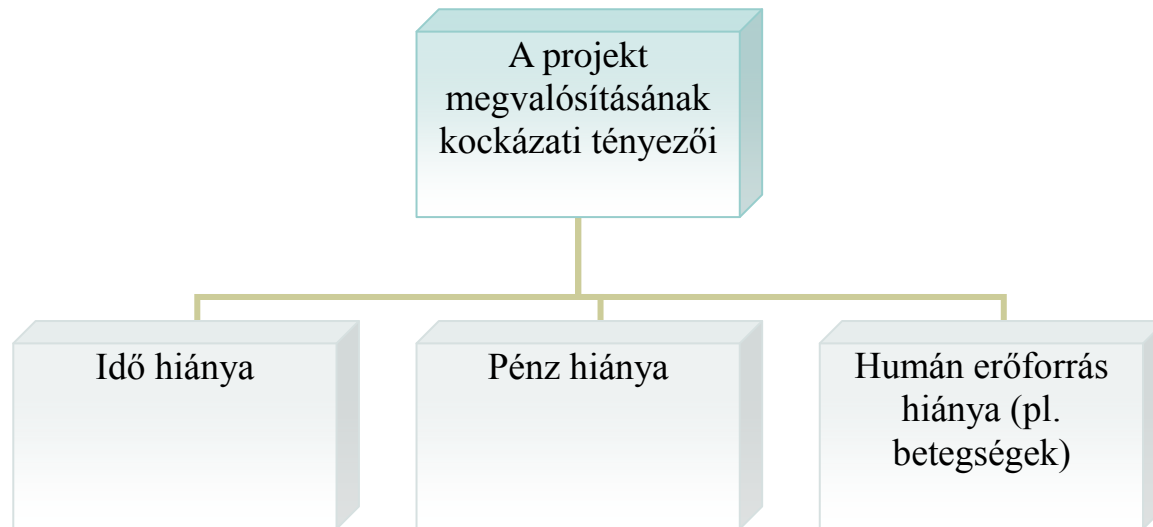 A projekt
megvalósításának
kockázati tényezői
Idő hiánya
Pénz hiánya
Humán erőforrás
hiánya (pl.
betegségek)